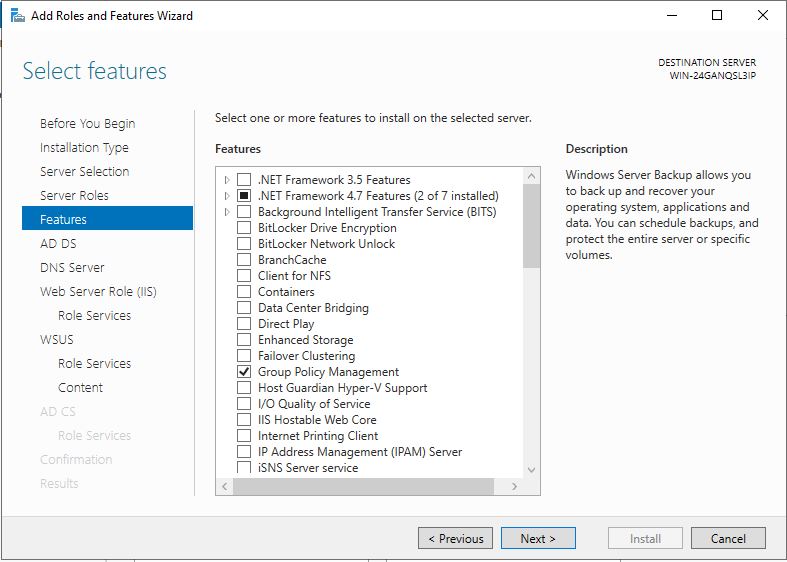 Add Roles and Features Wizard
Select features
DESTINATION SERVER
WIN-24GANQSL3IP
Before You Begin
Installation Type
Server Selection
Server Roles
Features
AD DS
DNS Server
Web Server Role (IIS)
Role Services
WSUS
Role Services
Content
AD CS
Role Services
Confirmation
Results
Select one or more features to install on the selected server.
Features
.NET Framework 3.5 Features
.NET Framework 4.7 Features (2 of 7 installed)
Background Intelligent Transfer Service (BITS)
BitLocker Drive Encryption
BitLocker Network Unlock
BranchCache
Client for NFS
Containers
Data Center Bridging
Direct Play
Enhanced Storage
Failover Clustering
Group Policy Management
Host Guardian Hyper-V Support
I/O Quality of Service
IIS Hostable Web Core
Internet Printing Client
IP Address Management (IPAM) Server
iSNS Server service
Description
Windows Server Backup allows you
to back up and recover your
operating system, applications and
data. You can schedule backups, and
protect the entire server or specific
volumes.
< Previous
Next >
Install
Cancel